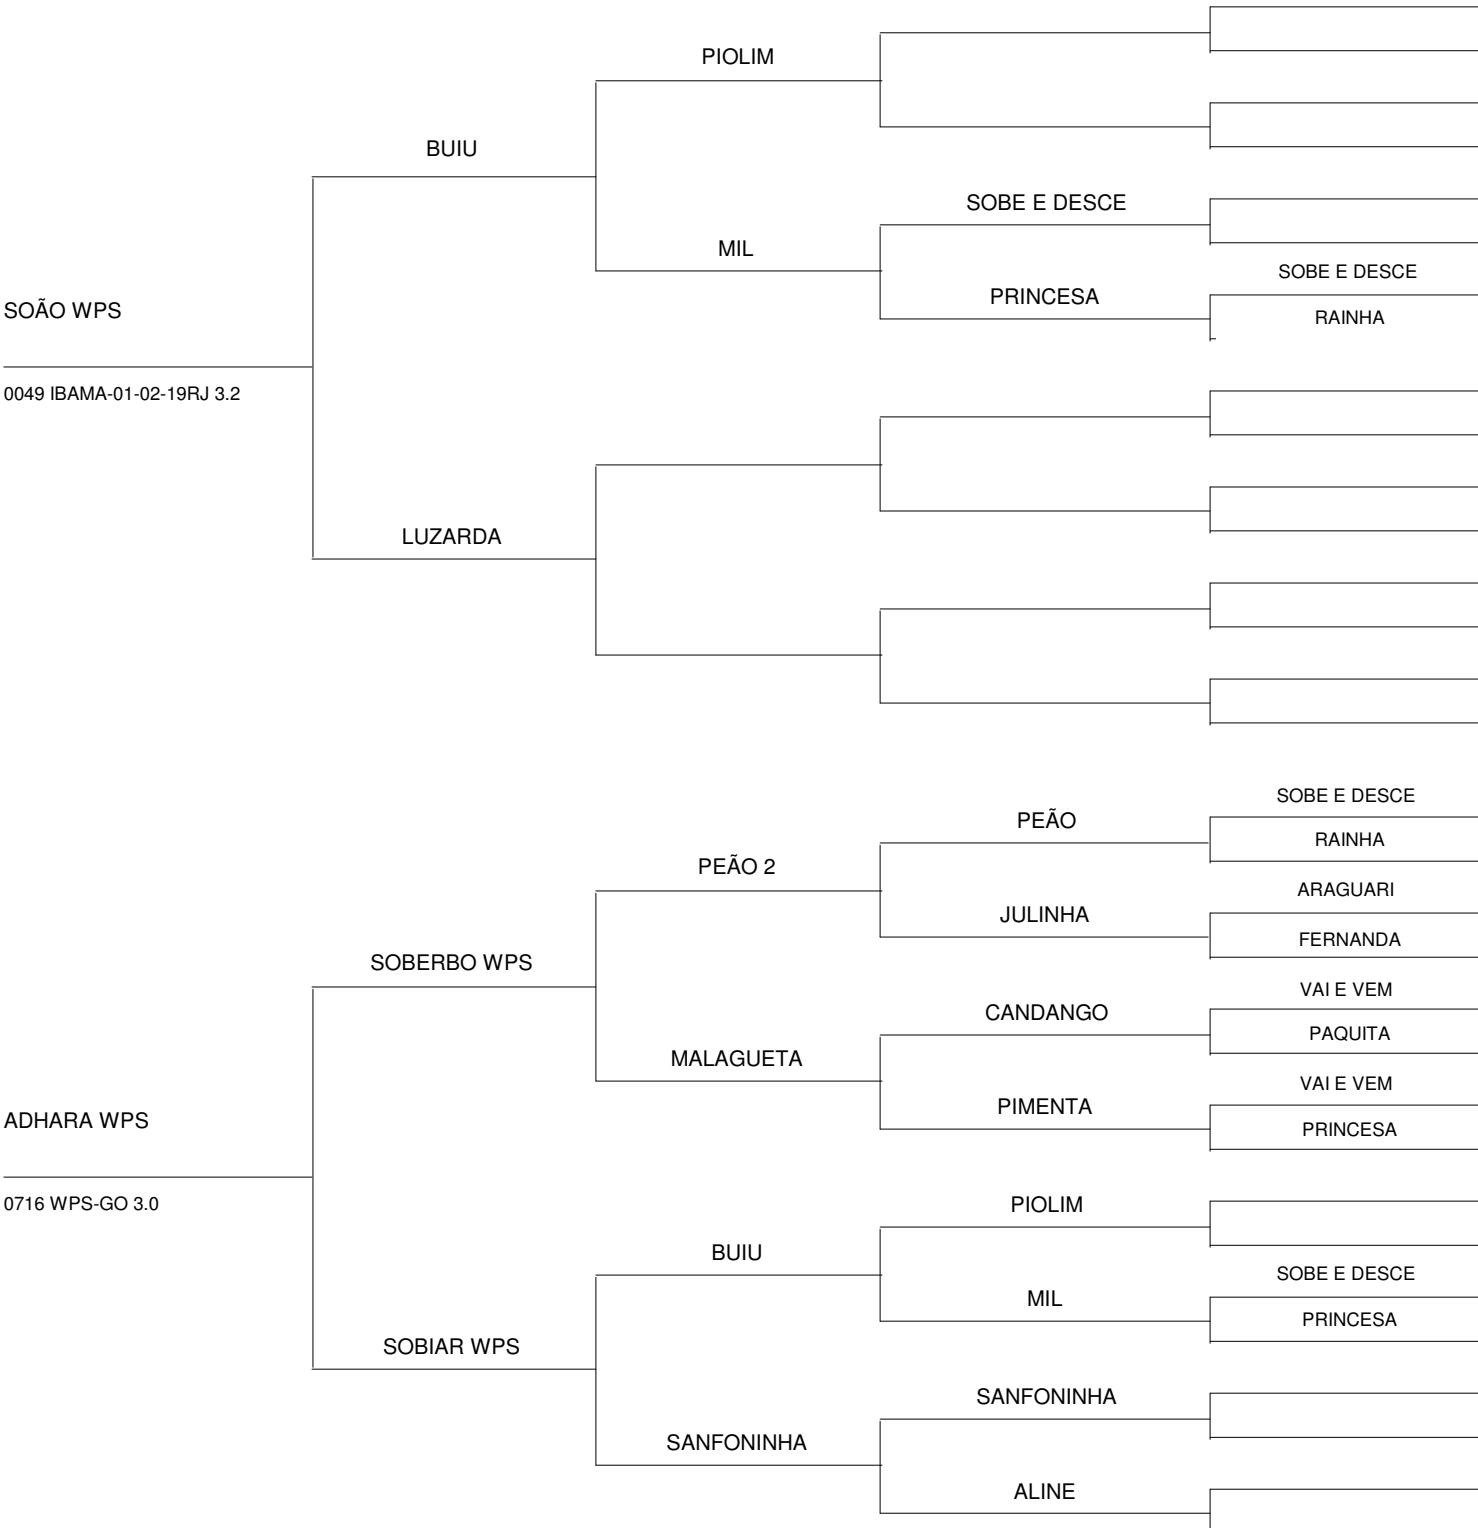 PIOLIM
BUIU
SOBE E DESCE
MIL
SOBE E DESCE
PRINCESA
RAINHA
SOÃO WPS
0049 IBAMA-01-02-19RJ 3.2
LUZARDA
SOBE E DESCE
PEÃO
RAINHA
PEÃO 2
ARAGUARI
JULINHA
FERNANDA
SOBERBO WPS
VAI E VEM
CANDANGO
PAQUITA
MALAGUETA
VAI E VEM
PIMENTA
PRINCESA
ADHARA WPS
0716 WPS-GO 3.0
PIOLIM
BUIU
SOBE E DESCE
MIL
PRINCESA
SOBIAR WPS
SANFONINHA
SANFONINHA
ALINE